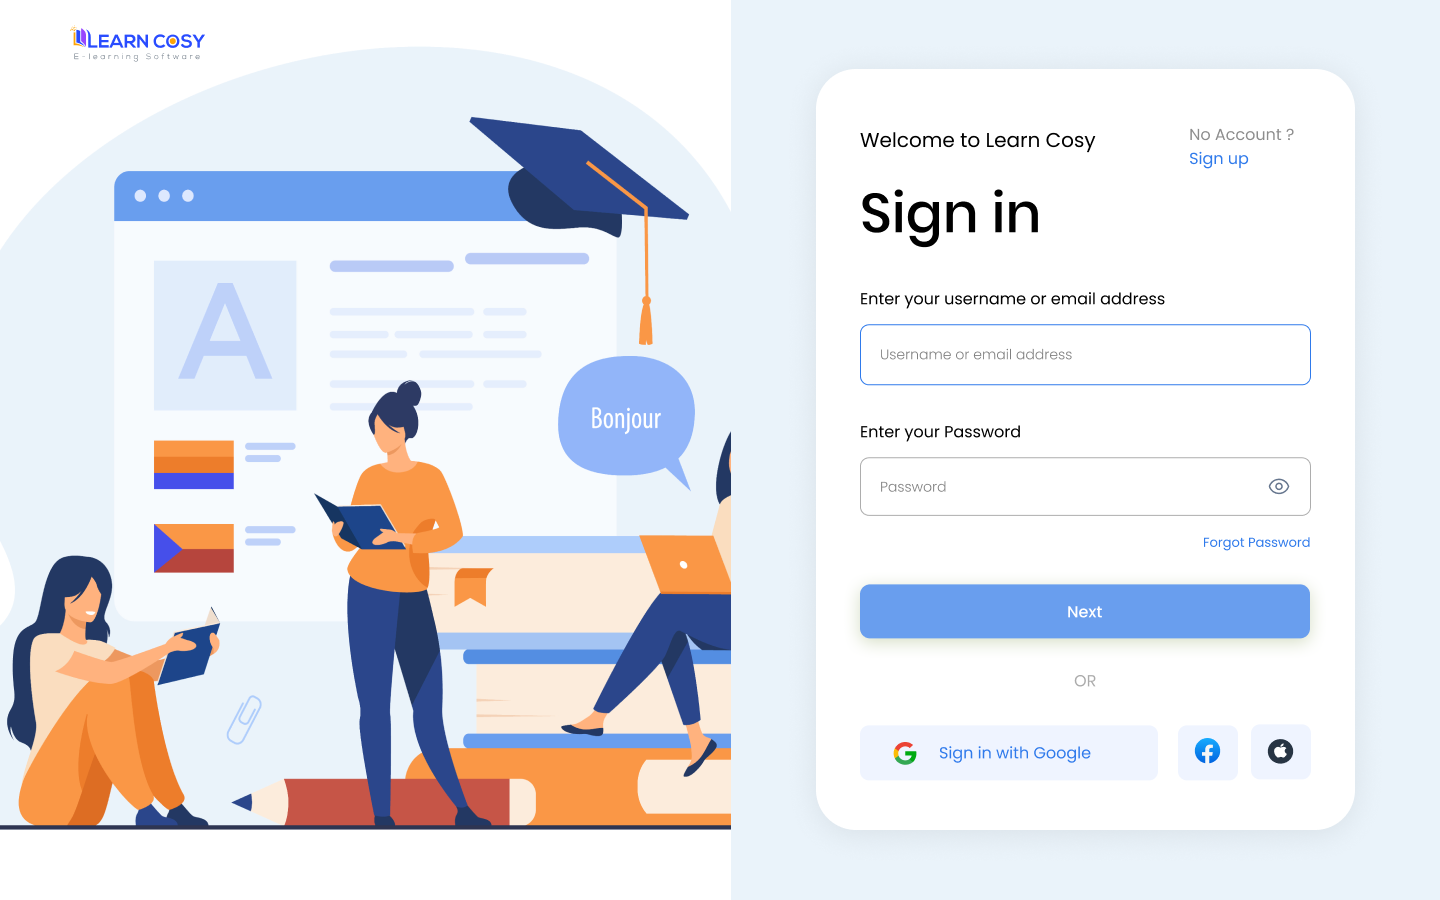 LEARN COSY
E-learning Software
A
Bonjour
Welcome to Learn Cosy
No Account ?
Sign up
Sign in
Enter your username or email address
Username or email address
Enter your Password
Password
Forgot Password
Next
OR
Sign in with Google